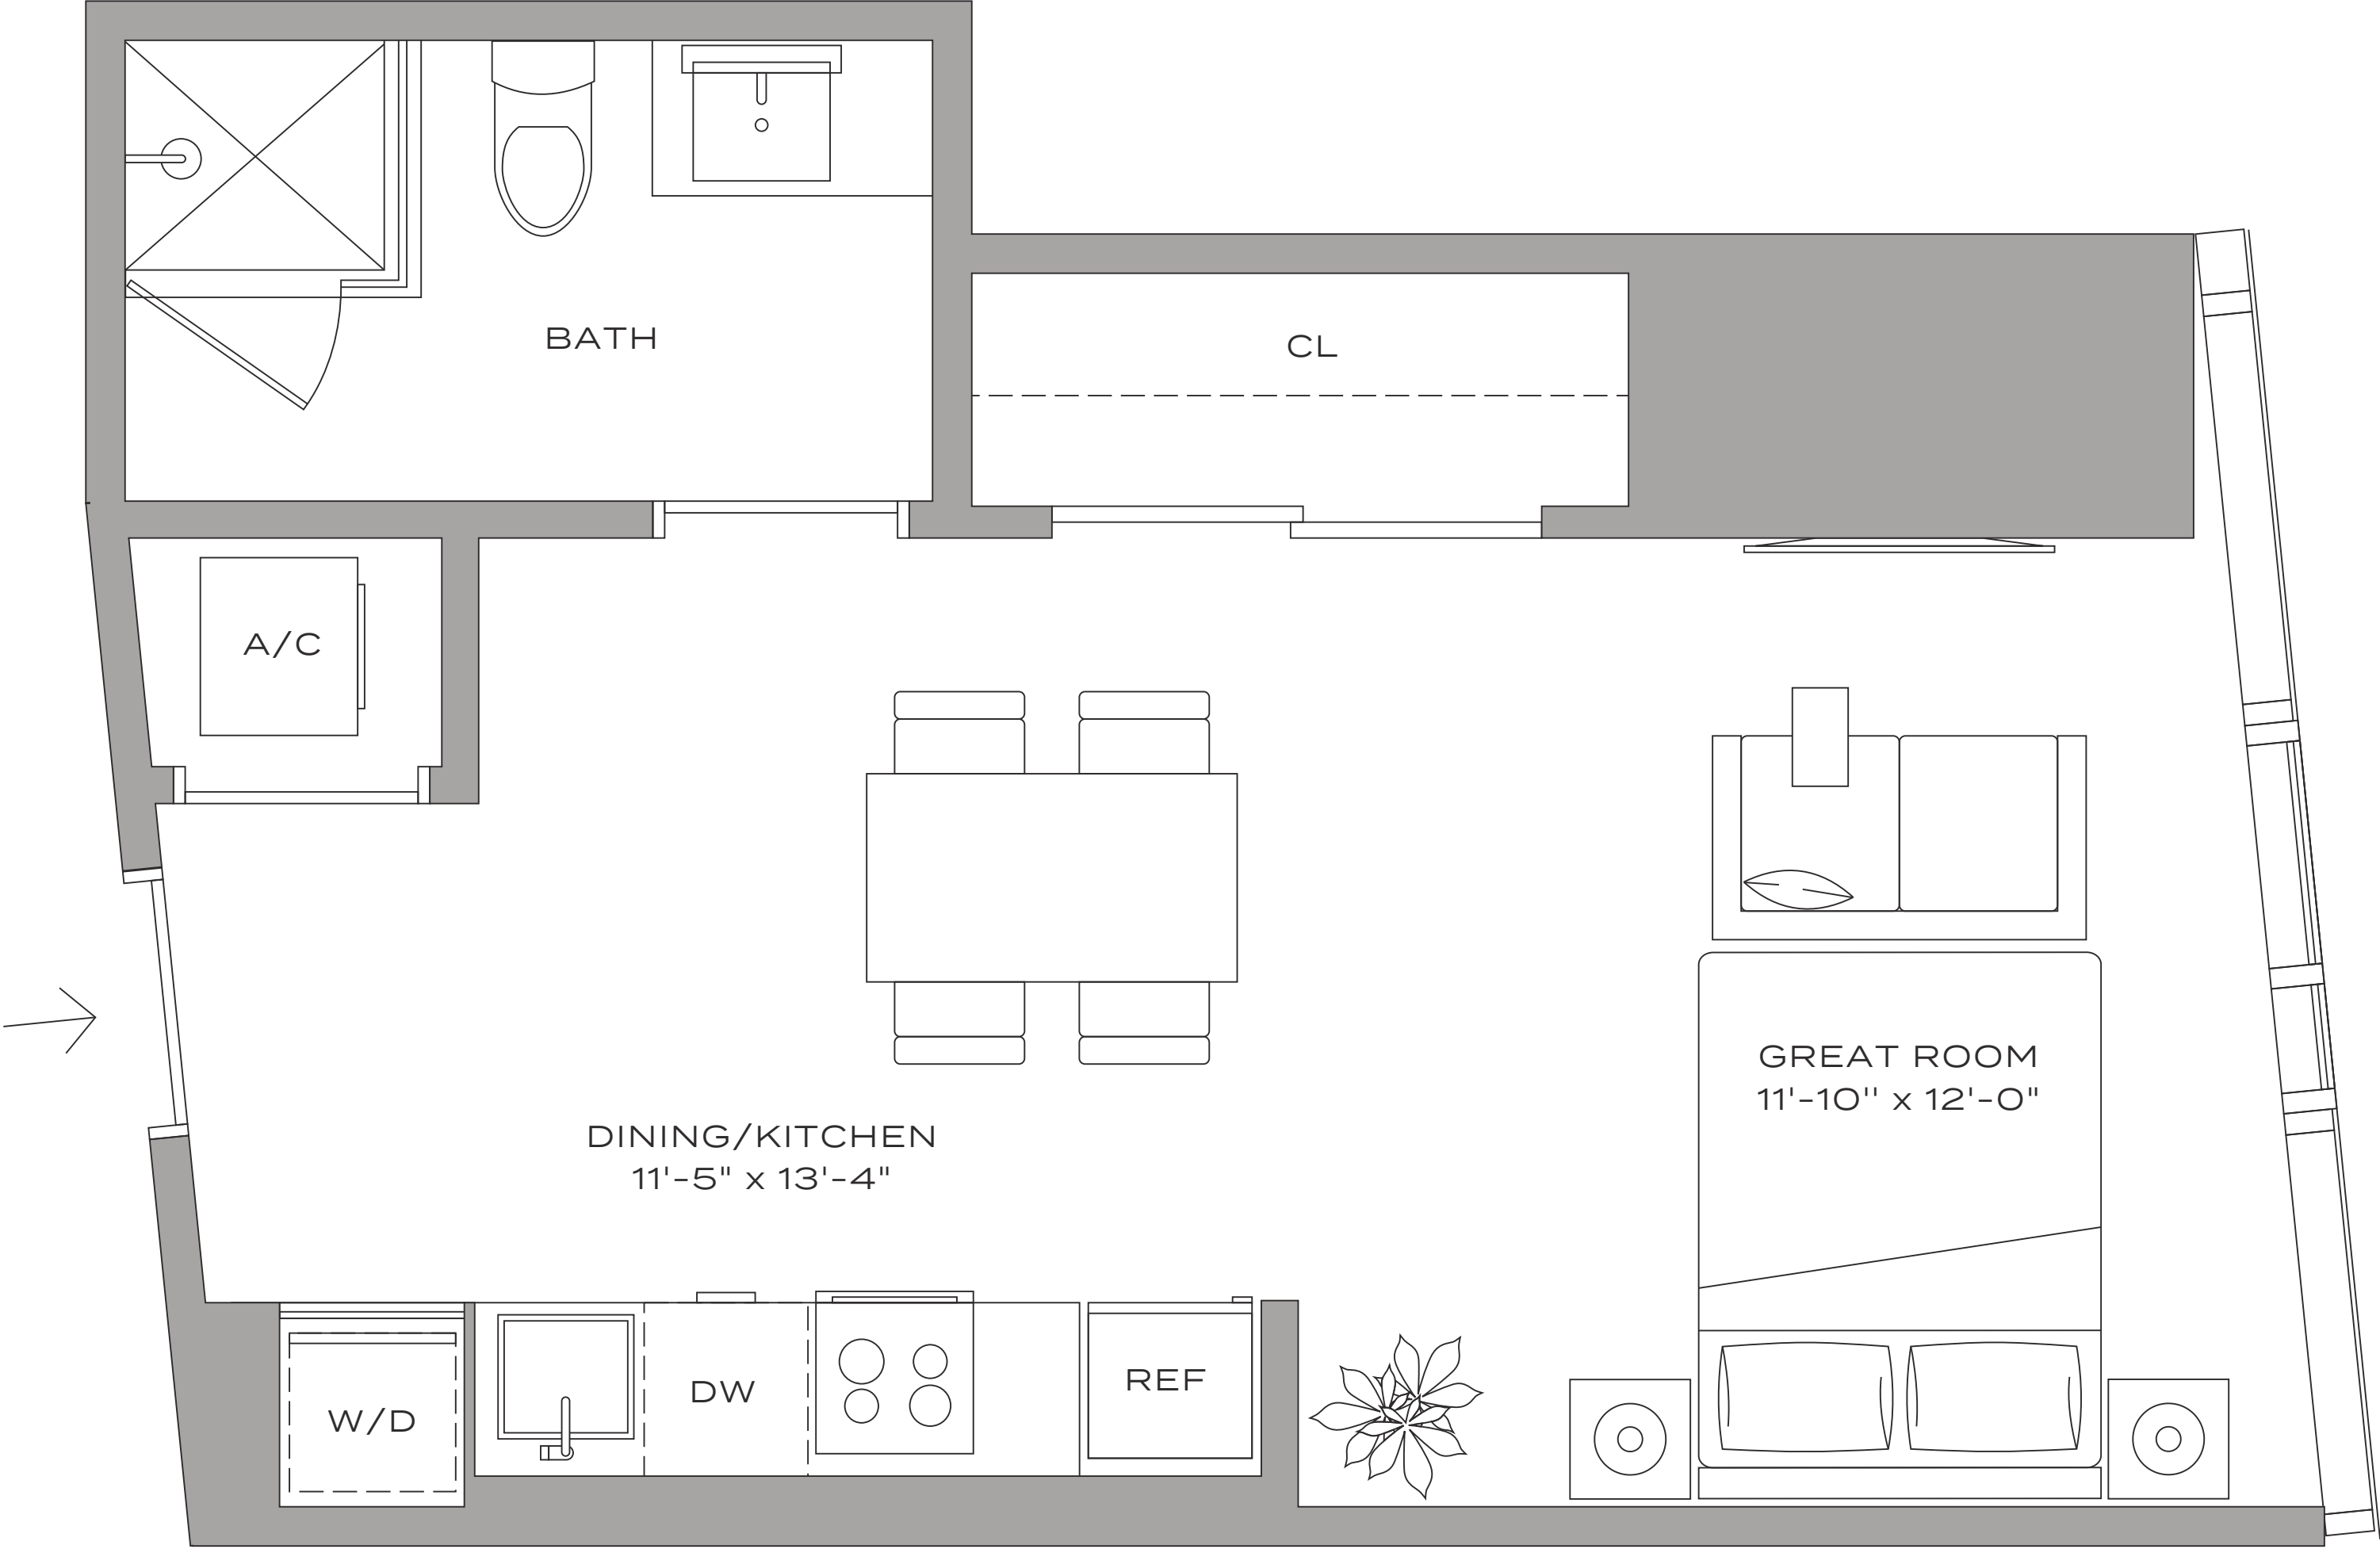 BATH
CL
A/C
GREAT ROOM
11'-10'' x 12'-0"
DINING/KITCHEN
11'-5" x 13'-4"
W/D
DW
REF